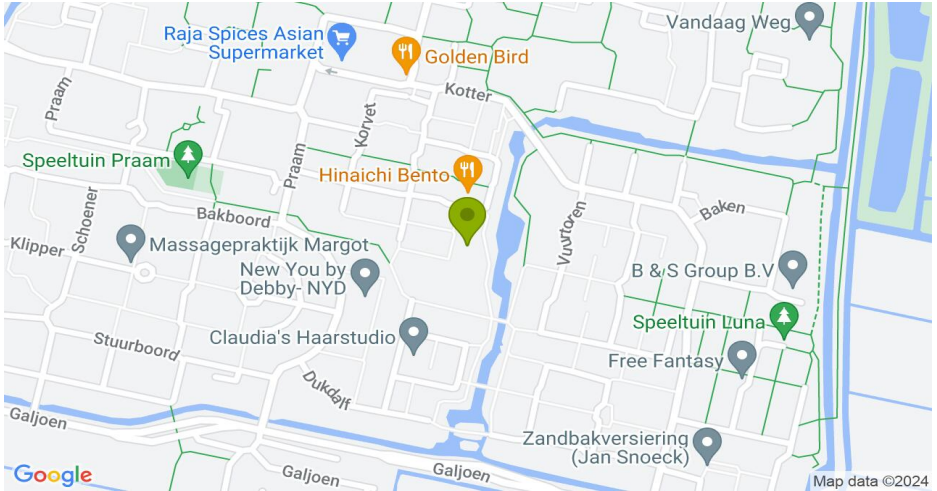 Vandaag Weg
Raja Spices Asian
Supermarket
Golden Bird
Kotter
Praam
Korvet
Speeltuin Praam
Praam
Hinaichi Bento
Schoener
Bakboord
Baken
Vuurtoren
Klipper
Massagepraktijk Margot
New You by
Debby- NYD
B & S Group B.V
Speeltuin Luna
Claudia's Haarstudio
Stuurboord
Free Fantasy
Dukdalf
Galjoen
Zandbakversiering
(Jan Snoeck)
Galjoen
Galjoen
Google
Map data ©2024